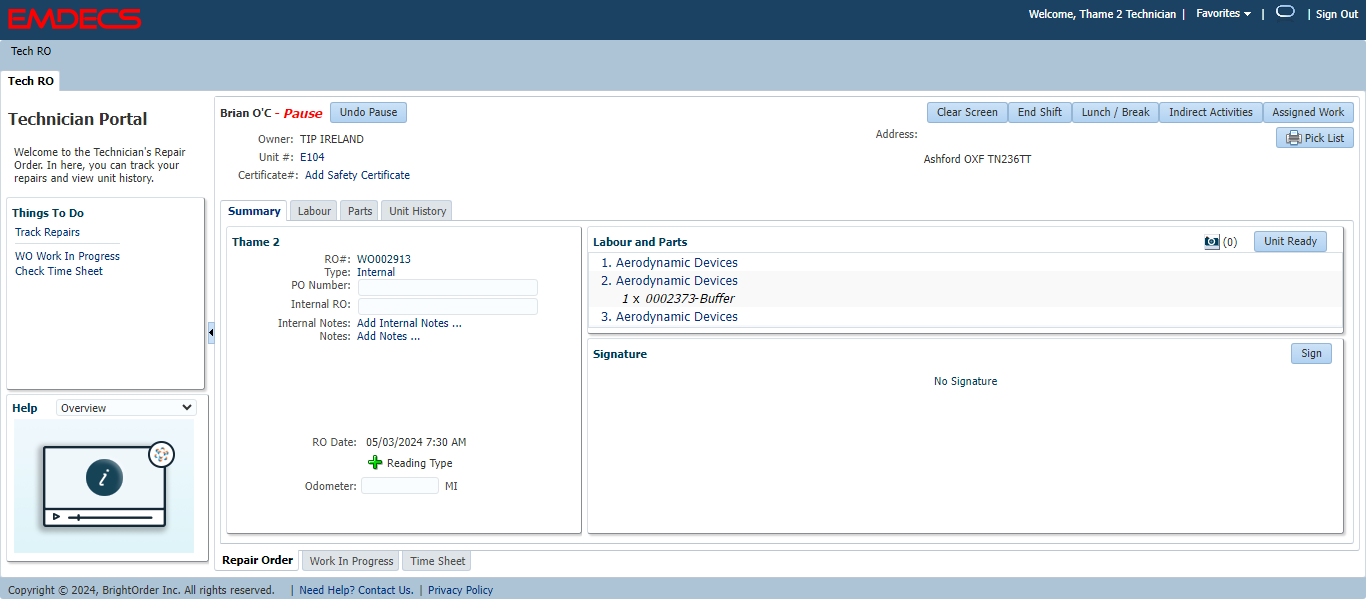 EMDECS
Welcome, Thame 2 Technician | Favorites | | Sign Out
Tech RO
Tech RO
Technician Portal
Welcome to the Technician's Repair
Order. In here, you can track your
repairs and view unit history.
Things To Do
Track Repairs
WO Work In Progress
Check Time Sheet
Help Overview
i
Brian O'C - Pause Undo Pause
Clear Screen End Shift Lunch / Break Indirect Activities Assigned Work
Pick List
Owner: TIP IRELAND
Unit #: E104
Certificate#: Add Safety Certificate
Address:
Ashford OXF TN236TT
Summary Labour Parts Unit History
Thame 2
RO#: WO002913
Type: Internal
PO Number:
Internal RO:
Internal Notes: Add Internal Notes ...
Notes: Add Notes ...
RO Date: 05/03/2024 7:30 AM
Reading Type
Odometer: MI
Labour and Parts (0) Unit Ready
1. Aerodynamic Devices
2. Aerodynamic Devices
1 x 0002373-Buffer
3. Aerodynamic Devices
Signature Sign
No Signature
Repair Order Work In Progress Time Sheet
Copyright © 2024, BrightOrder Inc. All rights reserved. | Need Help? Contact Us. | Privacy Policy